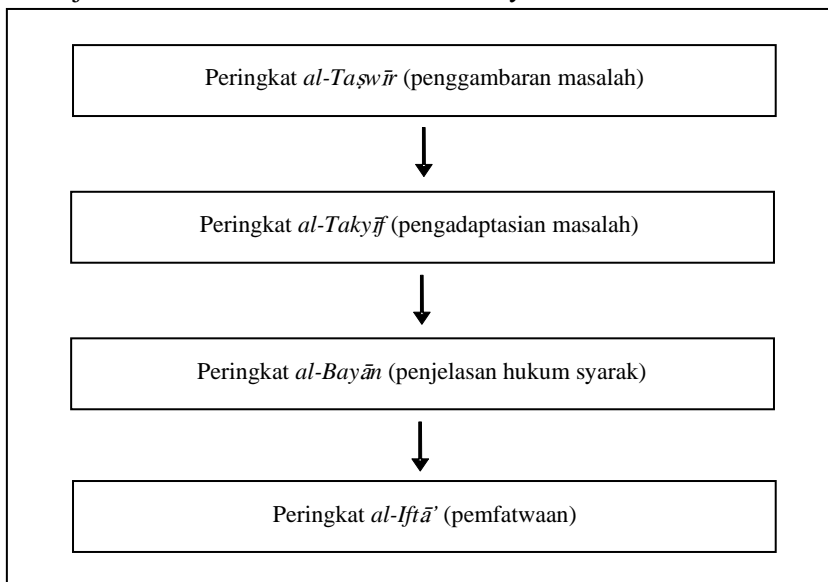 Peringkat al-Taṣwīr (penggambaran masalah)
Peringkat al-Takyīf (pengadaptasian masalah)
Peringkat al-Bayān (penjelasan hukum syarak)
Peringkat al-Iftā’ (pemfatwaan)